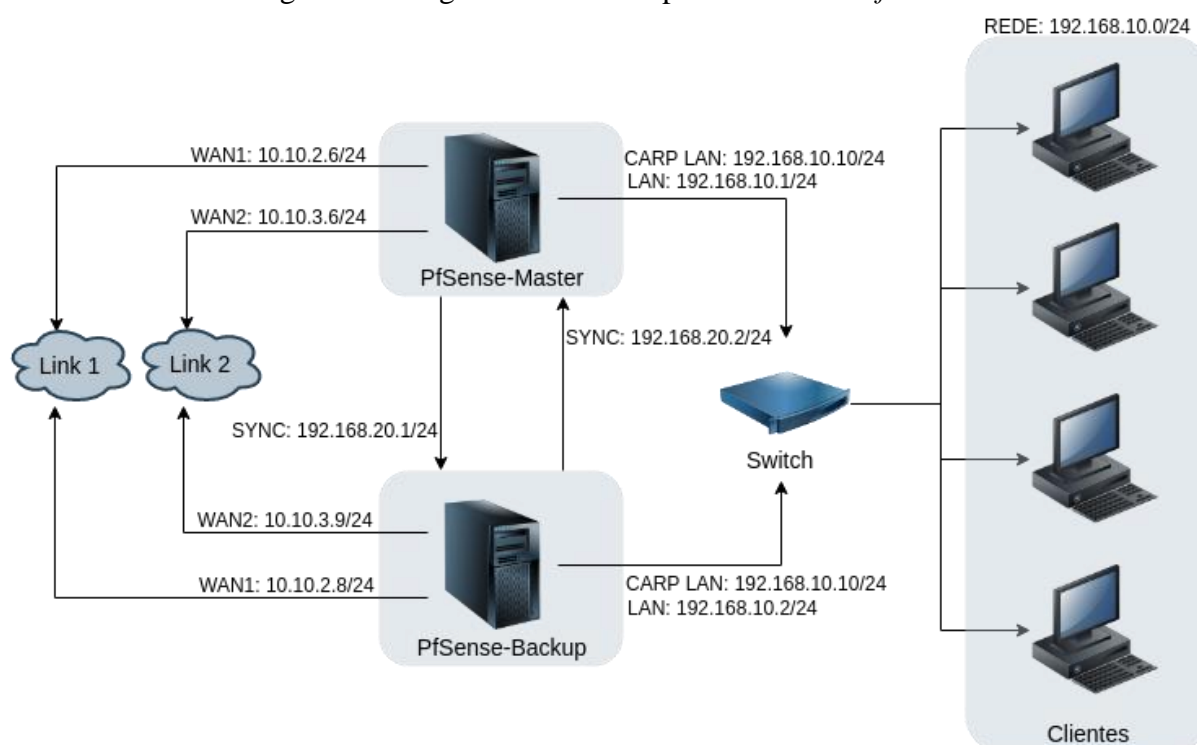 REDE: 192.168.10.0/24
WAN1: 10.10.2.6/24
CARP LAN: 192.168.10.10/24
LAN: 192.168.10.1/24
WAN2: 10.10.3.6/24
PfSense-Master
SYNC: 192.168.20.2/24
Link 1
Link 2
SYNC: 192.168.20.1/24
Switch
WAN2: 10.10.3.9/24
WAN1: 10.10.2.8/24
CARP LAN: 192.168.10.10/24
LAN: 192.168.10.2/24
PfSense-Backup
Clientes